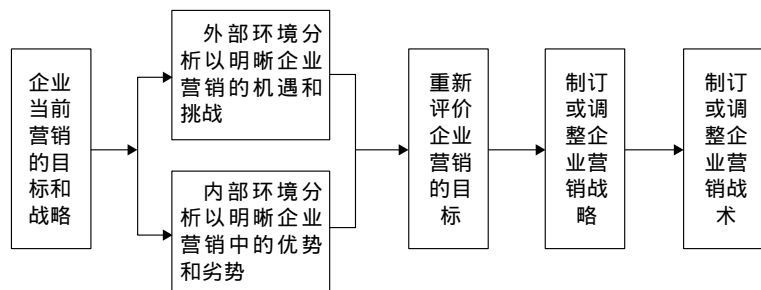 企业
当前
营销
的目
标和
战略
外部环境分
析以明晰企业
营销的机遇和
挑战
内部环境分
析以明晰企业
营销中的优势
和劣势
重新
评价
企业
营销
的目
标
制订
或调
整企
业营
销战
略
制订
或调
整企
业营
销战
术